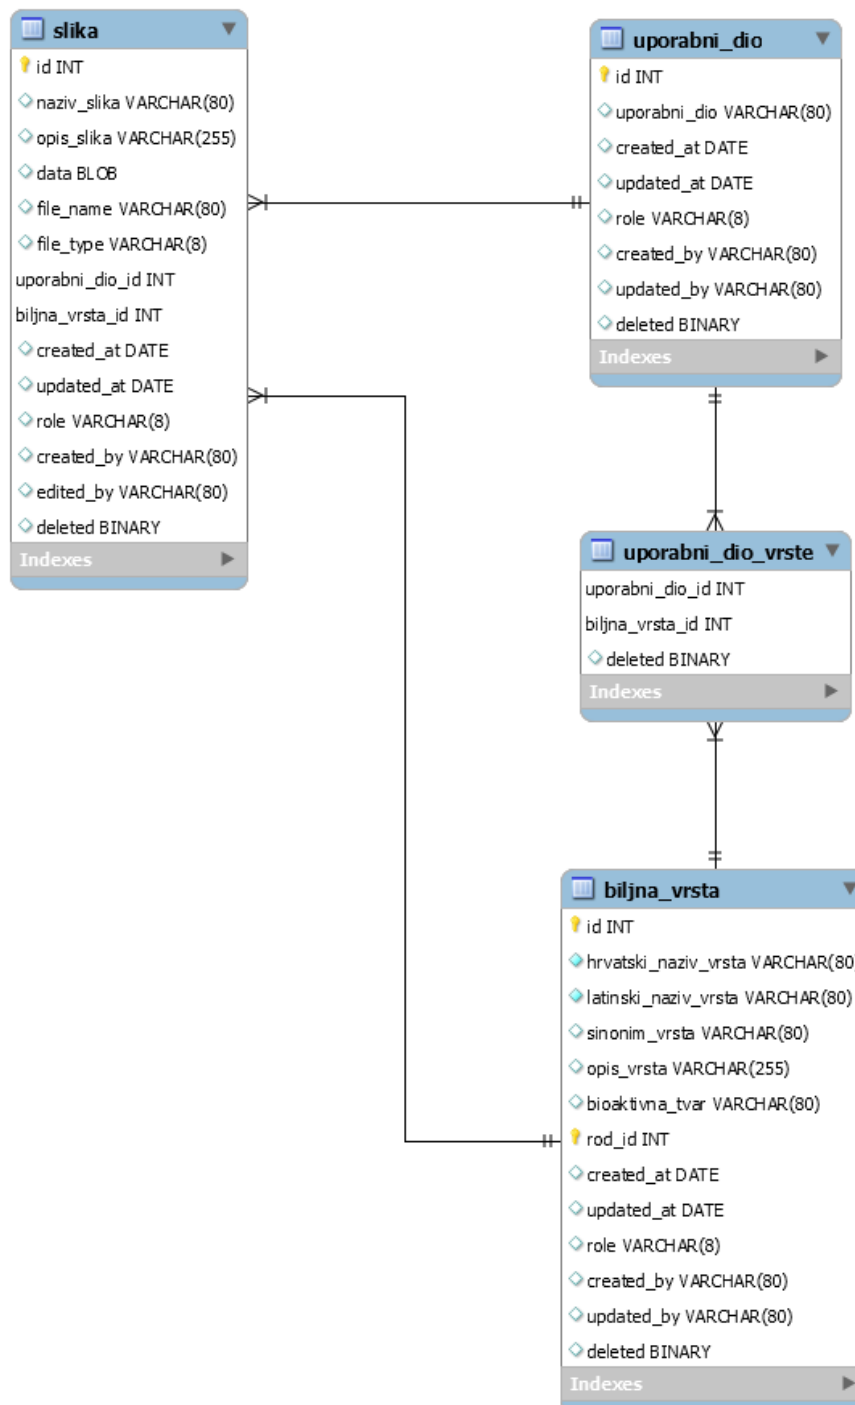 slika
id INT
naziv_slika VARCHAR(80)
opis_slika VARCHAR(255)
data BLOB
file_name VARCHAR(80)
file_type VARCHAR(8)
uporabni_dio_id INT
biljna_vrsta_id INT
created_at DATE
updated_at DATE
role VARCHAR(8)
created_by VARCHAR(80)
edited_by VARCHAR(80)
deleted BINARY
Indexes
uporabni_dio
id INT
uporabni_dio VARCHAR(80)
created_at DATE
updated_at DATE
role VARCHAR(8)
created_by VARCHAR(80)
updated_by VARCHAR(80)
deleted BINARY
Indexes
uporabni_dio_vrste
uporabni_dio_id INT
biljna_vrsta_id INT
deleted BINARY
Indexes
biljna_vrsta
id INT
hrvatski_naziv_vrsta VARCHAR(80
latinski_naziv_vrsta VARCHAR(80)
sinonim_vrsta VARCHAR(80)
opis_vrsta VARCHAR(255)
bioaktivna_tvar VARCHAR(80)
rod_id INT
created_at DATE
updated_at DATE
role VARCHAR(8)
created_by VARCHAR(80)
updated_by VARCHAR(80)
deleted BINARY
Indexes